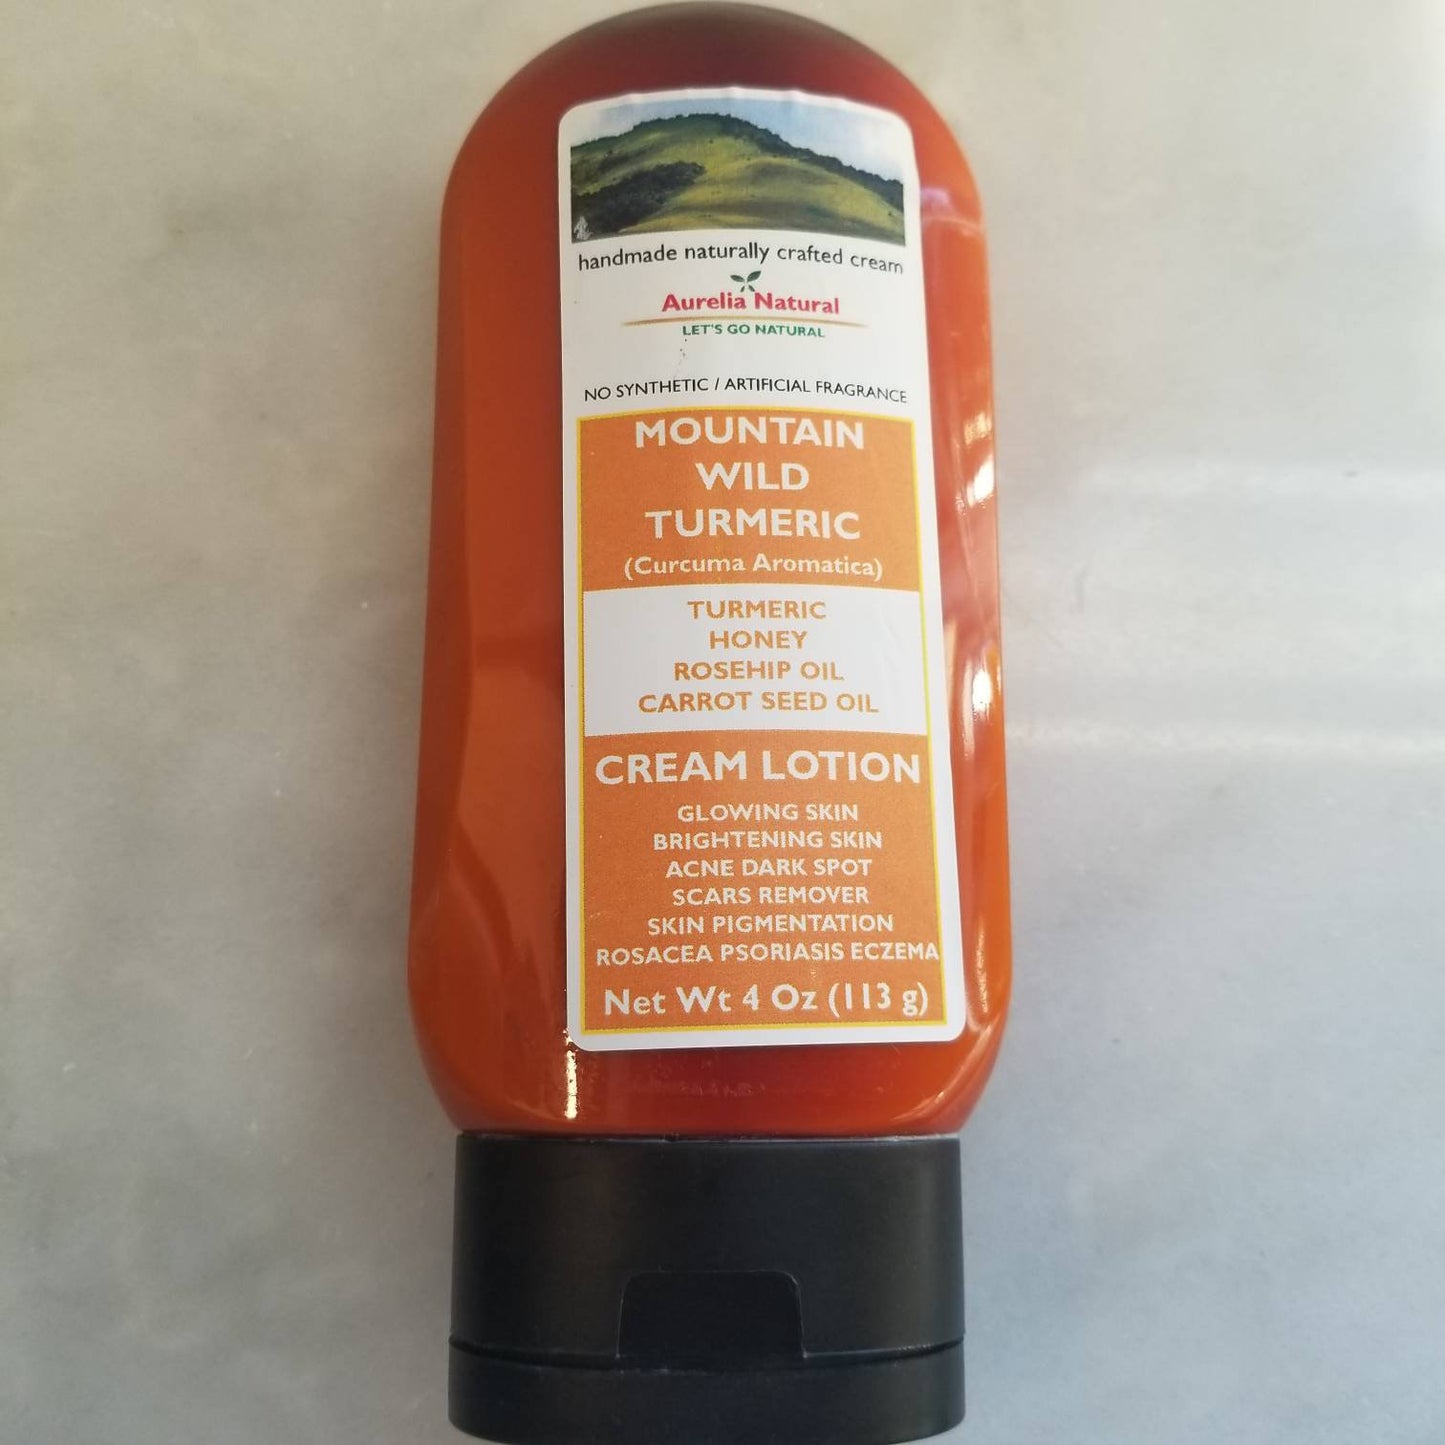 handmade naturally crafted cream
Aurelia Natural
LET'S GO NATURAL
NO SYNTHETIC / ARTIFICIAL FRAGRANCE
MOUNTAIN
WILD
TURMERIC
(Curcuma Aromatica)
TURMERIC
HONEY
ROSEHIP OIL
CARROT SEED OIL
CREAM LOTION
GLOWING SKIN
BRIGHTENING SKIN
ACNE DARK SPOT
SCARS REMOVER
SKIN PIGMENTATION
ROSACEA PSORIASIS ECZEMA
Net Wt 4 Oz (113 g)